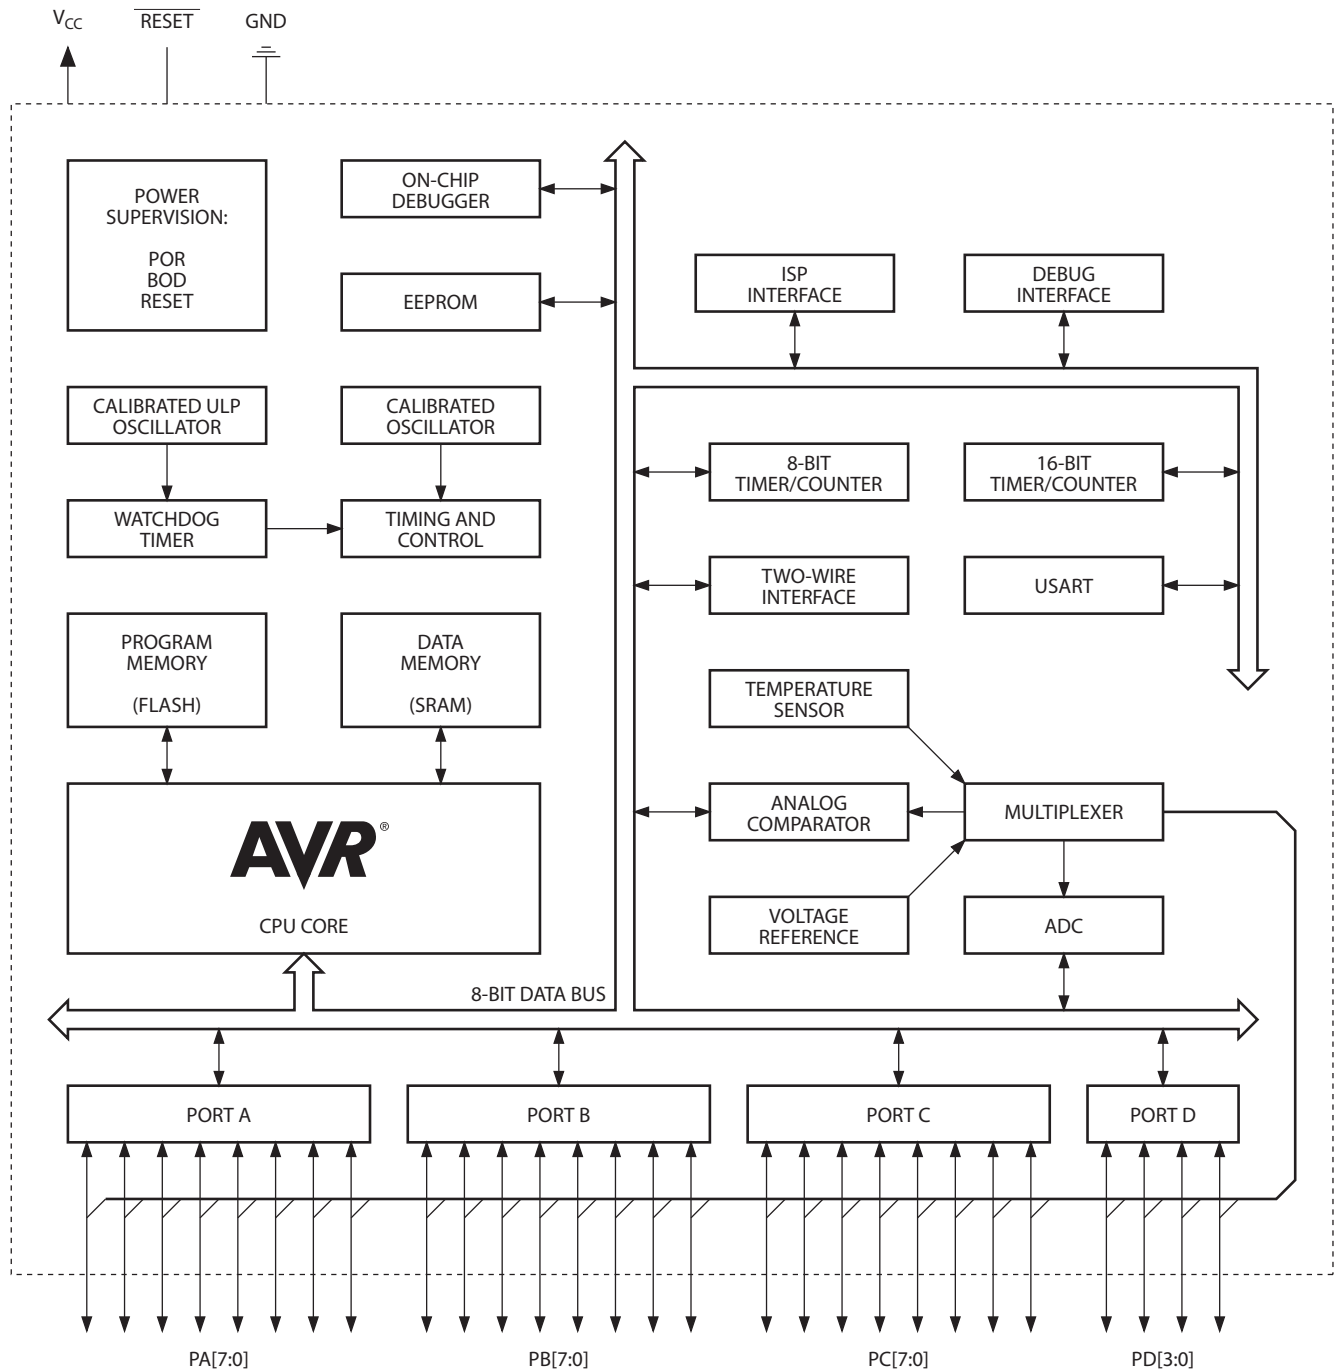 VCC
RESET
GND
POWER
SUPERVISION:
POR
BOD
RESET
ON-CHIP
DEBUGGER
EEPROM
ISP
INTERFACE
DEBUG
INTERFACE
CALIBRATED ULP
OSCILLATOR
CALIBRATED
OSCILLATOR
8-BIT
TIMER/COUNTER
16-BIT
TIMER/COUNTER
WATCHDOG
TIMER
TIMING AND
CONTROL
TWO-WIRE
INTERFACE
USART
PROGRAM
MEMORY
(FLASH)
DATA
MEMORY
(SRAM)
TEMPERATURE
SENSOR
ANALOG
COMPARATOR
MULTIPLEXER
AVR®
CPU CORE
VOLTAGE
REFERENCE
ADC
8-BIT DATA BUS
PORT A
PORT B
PORT C
PORT D
PA[7:0]
PB[7:0]
PC[7:0]
PD[3:0]